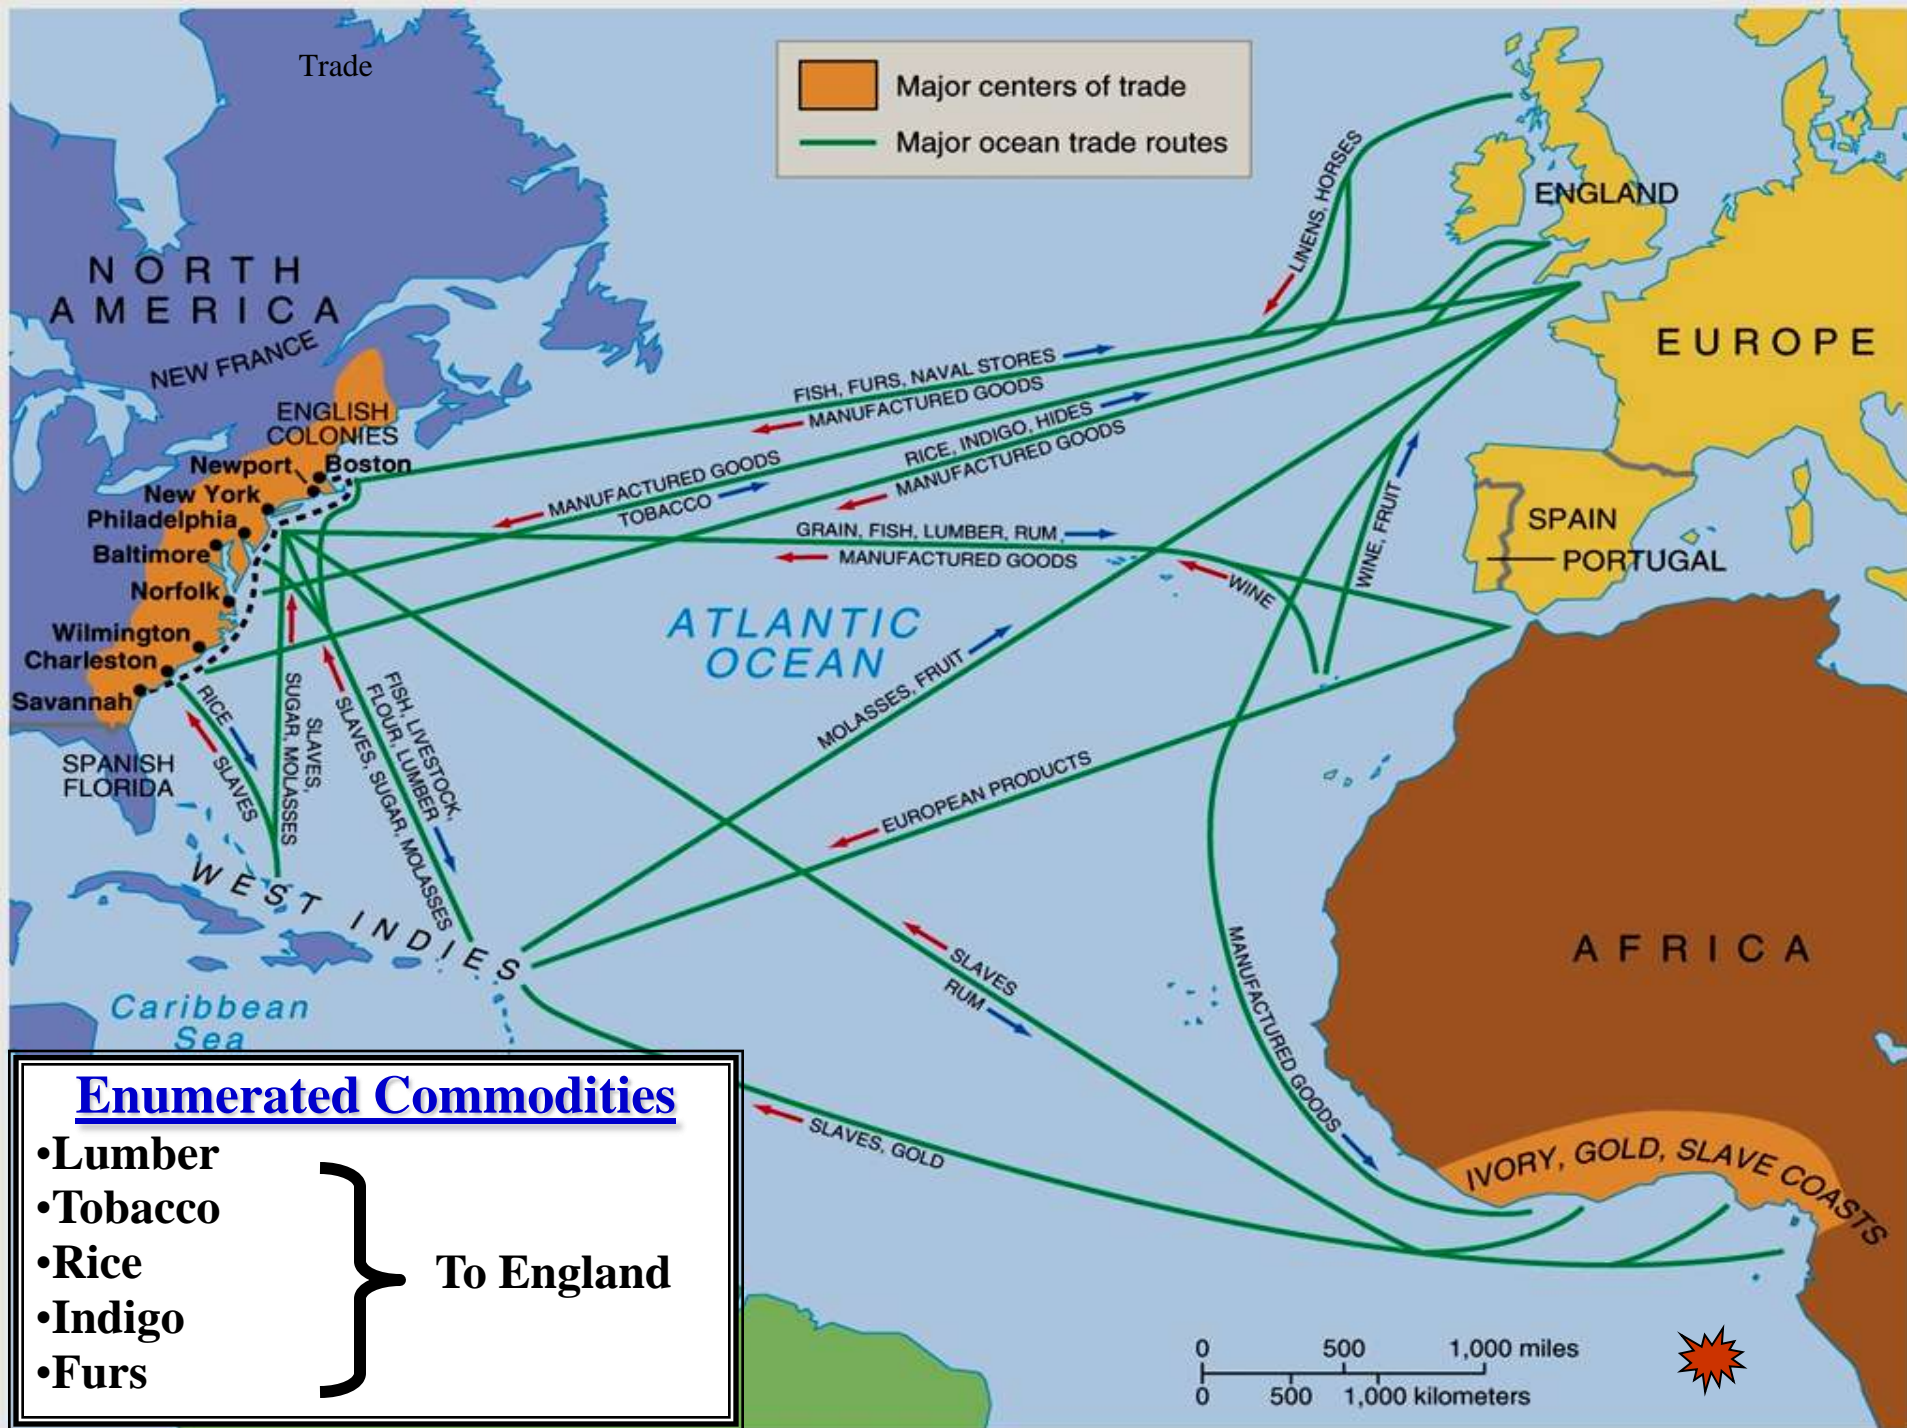 Trade
Major centers of trade
Major ocean trade routes
LINENS, HORSES
ENGLAND
NORTH
AMERICA
NEW FRANCE
EUROPE
ENGLISH
COLONIES
FISH, FURS, NAVAL STORES
MANUFACTURED GOODS
RICE, INDIGO, HIDES
MANUFACTURED GOODS
MANUFACTURED GOODS
TOBACCO
Newport
Boston
New York
Philadelphia
Baltimore
Norfolk
Wilmington
Charleston
Savannah
GRAIN, FISH, LUMBER, RUM
MANUFACTURED GOODS
WINE
WINE, FRUIT
SPAIN
PORTUGAL
ATLANTIC
OCEAN
MOLASSES, FRUIT
EUROPEAN PRODUCTS
RICE
SLAVES
SLAVES,
SUGAR, MOLASSES
FISH, LIVESTOCK,
FLOUR, LUMBER
SLAVES, SUGAR, MOLASSES
SPANISH
FLORIDA
WEST INDIES
Caribbean
Sea
SLAVES
RUM
MANUFACTURED GOODS
AFRICA
SLAVES, GOLD
IVORY, GOLD, SLAVE COASTS
Enumerated Commodities
•Lumber
•Tobacco
•Rice
•Indigo
•Furs
To England
0 500 1,000 miles
0 500 1,000 kilometers